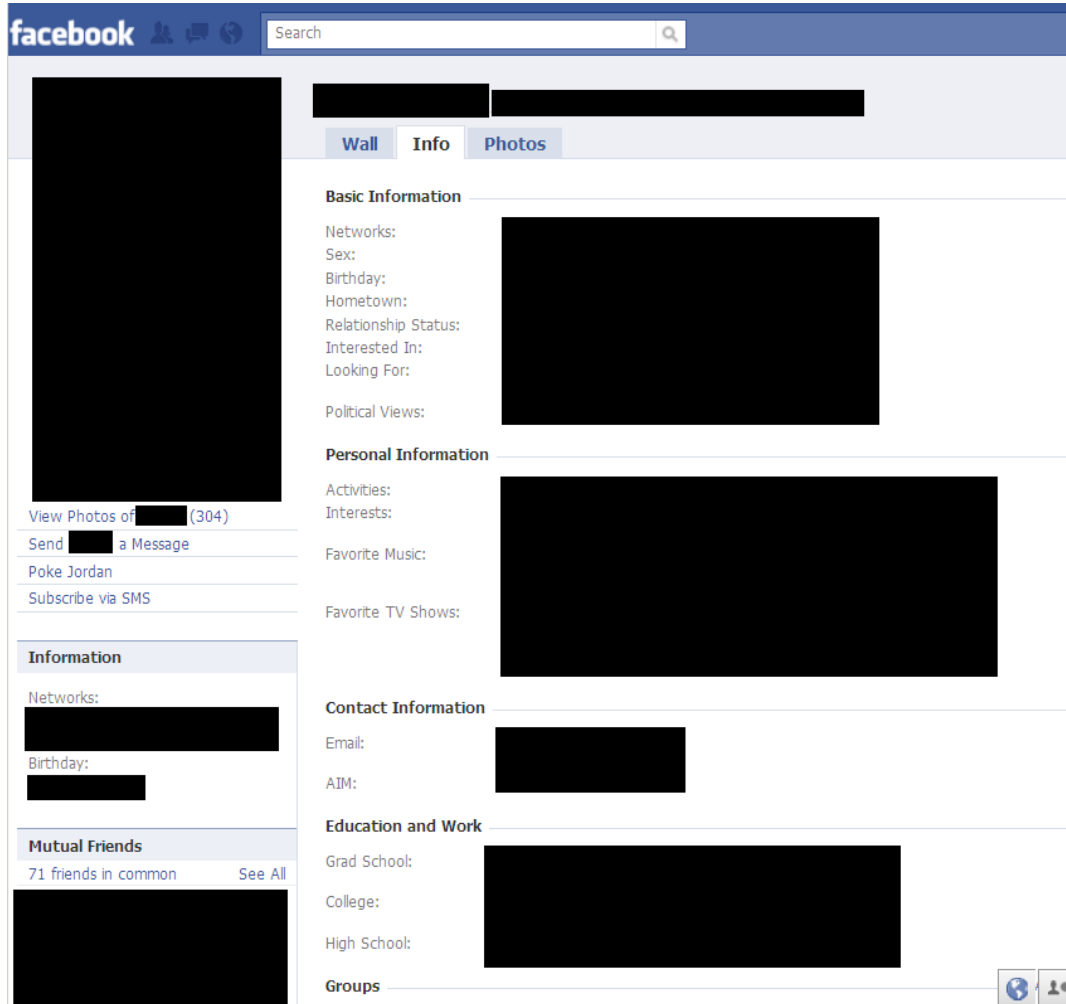 facebook
Search
Wall Info Photos
View Photos of (304)
Send a Message
Poke Jordan
Subscribe via SMS
Information
Networks:
Birthday:
Mutual Friends
71 friends in common See All
Basic Information
Networks:
Sex:
Birthday:
Hometown:
Relationship Status:
Interested In:
Looking For:
Political Views:
Personal Information
Activities:
Interests:
Favorite Music:
Favorite TV Shows:
Contact Information
Email:
AIM:
Education and Work
Grad School:
College:
High School:
Groups